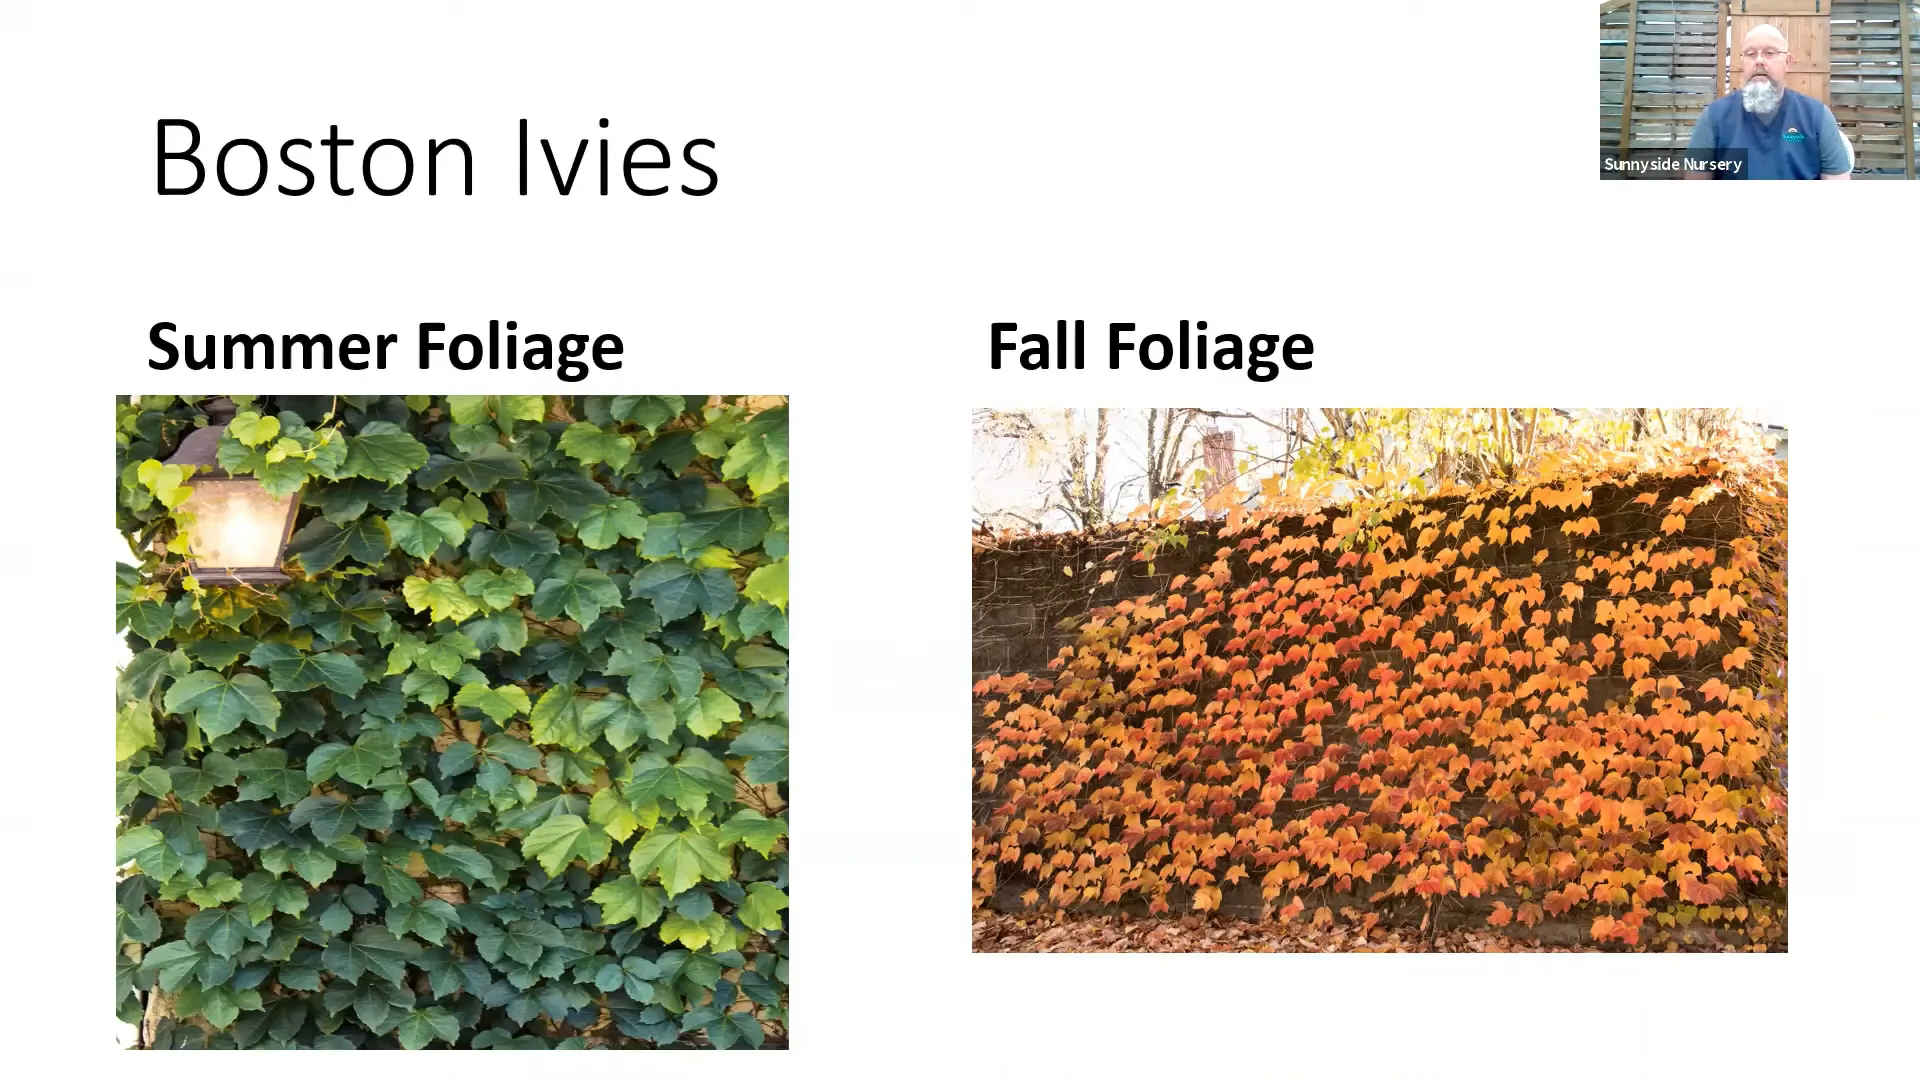 Boston Ivies
Sunnyside Nursery
Summer Foliage
Fall Foliage